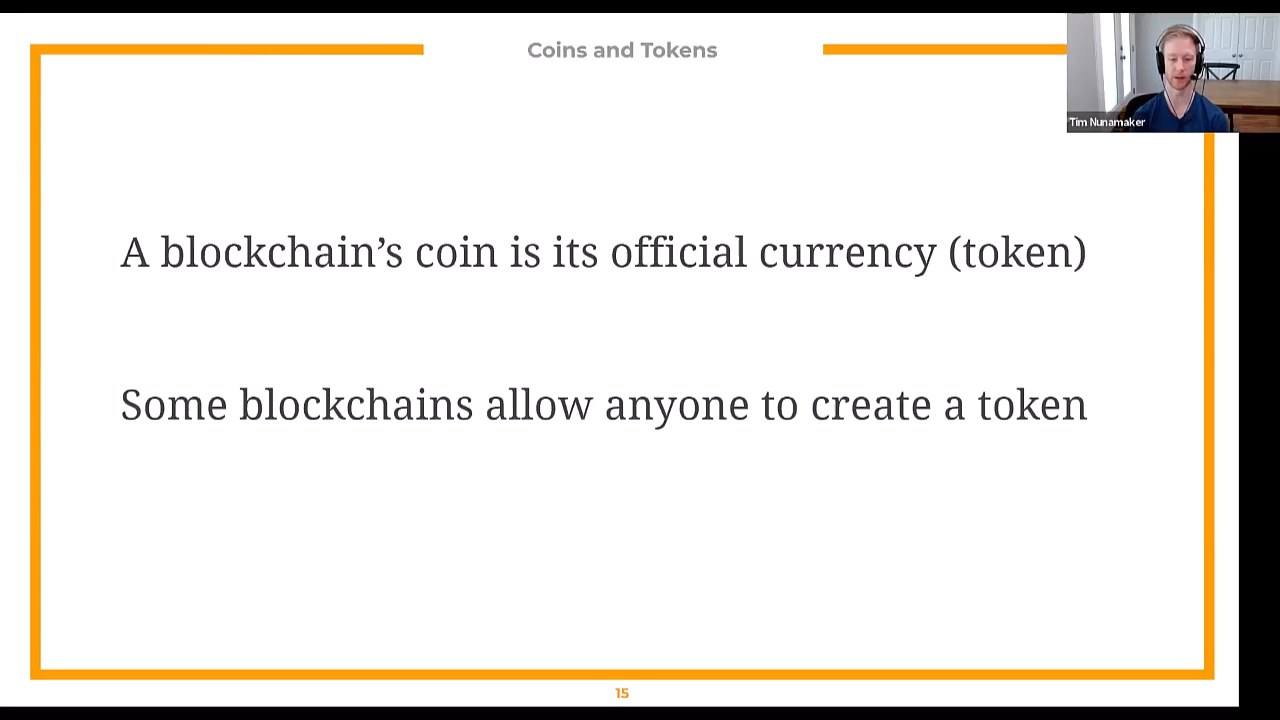 Coins and Tokens
Tim Nunamaker
A blockchain’s coin is its official currency (token)
Some blockchains allow anyone to create a token
15